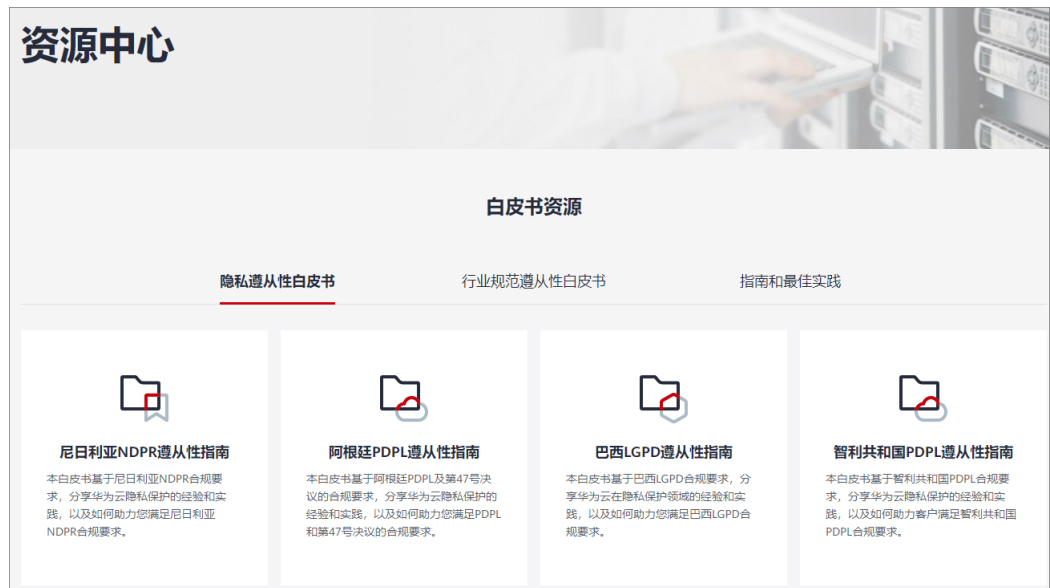 资源中心
白皮书资源
隐私遵从性白皮书
行业规范遵从性白皮书
指南和最佳实践
尼日利亚NDPR遵从性指南
本白皮书基于尼日利亚NDPR合规要
求，分享华为云隐私保护的经验和实
践，以及如何助力您满足尼日利亚
NDPR合规要求。
阿根廷PDPL遵从性指南
本白皮书基于阿根廷PDPL及第47号决
议的合规要求，分享华为云隐私保护的
经验和实践，以及如何助力您满足PDPL
和第47号决议的合规要求。
巴西LGPD遵从性指南
本白皮书基于巴西LGPD合规要求，分
享华为云在隐私保护领域的经验和实
践，以及如何助力您满足巴西LGPD合
规要求。
智利共和国PDPL遵从性指南
本白皮书基于智利共和国PDPL合规要
求，分享华为云隐私保护的经验和实
践，以及如何助力客户满足智利共和国
PDPL合规要求。